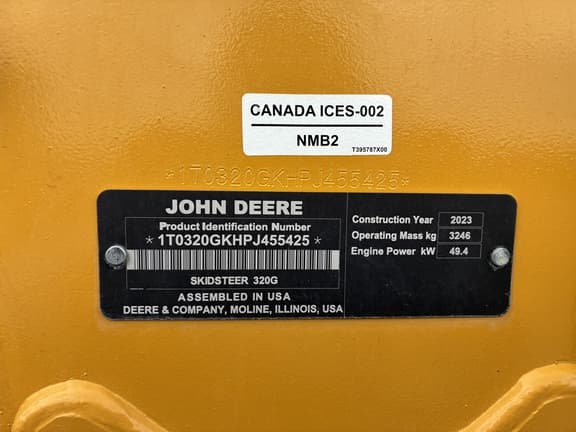 CANADA ICES-002
NMB2
T395787X00
*1T0320GKHPJ455425*
JOHN DEERE
Product Identification Number
*1T0320GKHPJ455425*
SKIDSTEER 320G
ASSEMBLED IN USA
DEERE & COMPANY, MOLINE, ILLINOIS, USA
Construction Year 2023
Operating Mass kg 3246
Engine Power kW 49.4